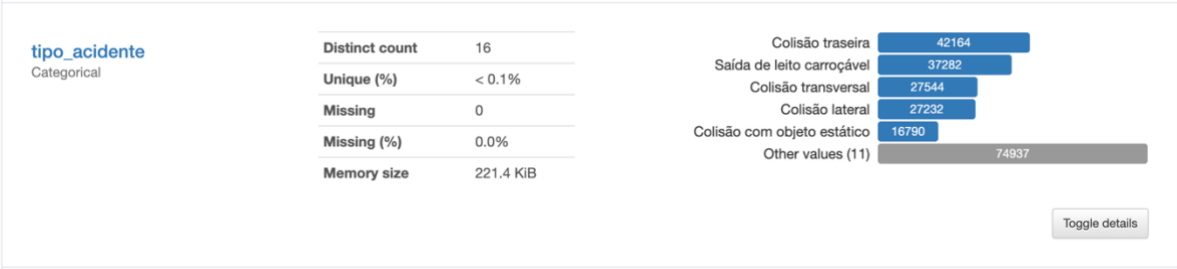 tipo_acidente
Categorical
Distinct count 16
Unique (%) < 0.1%
Missing 0
Missing (%) 0.0%
Memory size 221.4 KiB
Colisão traseira 42164
Saída de leito carroçável 37282
Colisão transversal 27544
Colisão lateral 27232
Colisão com objeto estático 16790
Other values (11) 74937
Toggle details